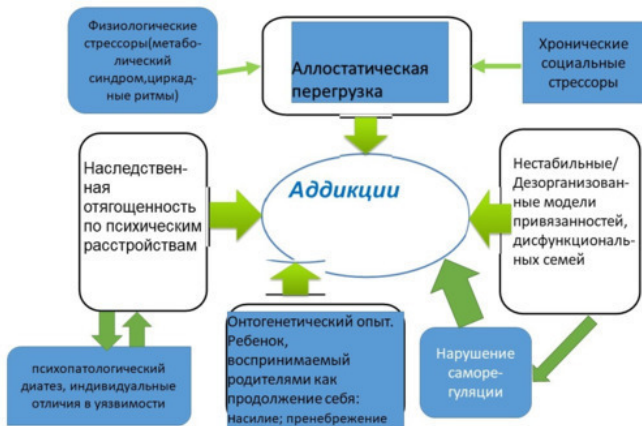 Физиологические
стрессоры(метабо-
лический
синдром,циркад-
ные ритмы)
Аллостатическая
перегрузка
Хронические
социальные
стрессоры
Наследствен-
ная
отягощенность
по психическим
расстройствам
Аддикции
Нестабильные/
Дезорганизован-
ные модели
привязанностей,
дисфункциональ-
ных семей
психопатологический
диатез, индивидуальные
отличия в уязвимости
Онтогенетический опыт.
Ребенок,
воспринимаемый
родителями как
продолжение себя:
Насилие; пренебрежение
Нарушение
саморе-
гуляции